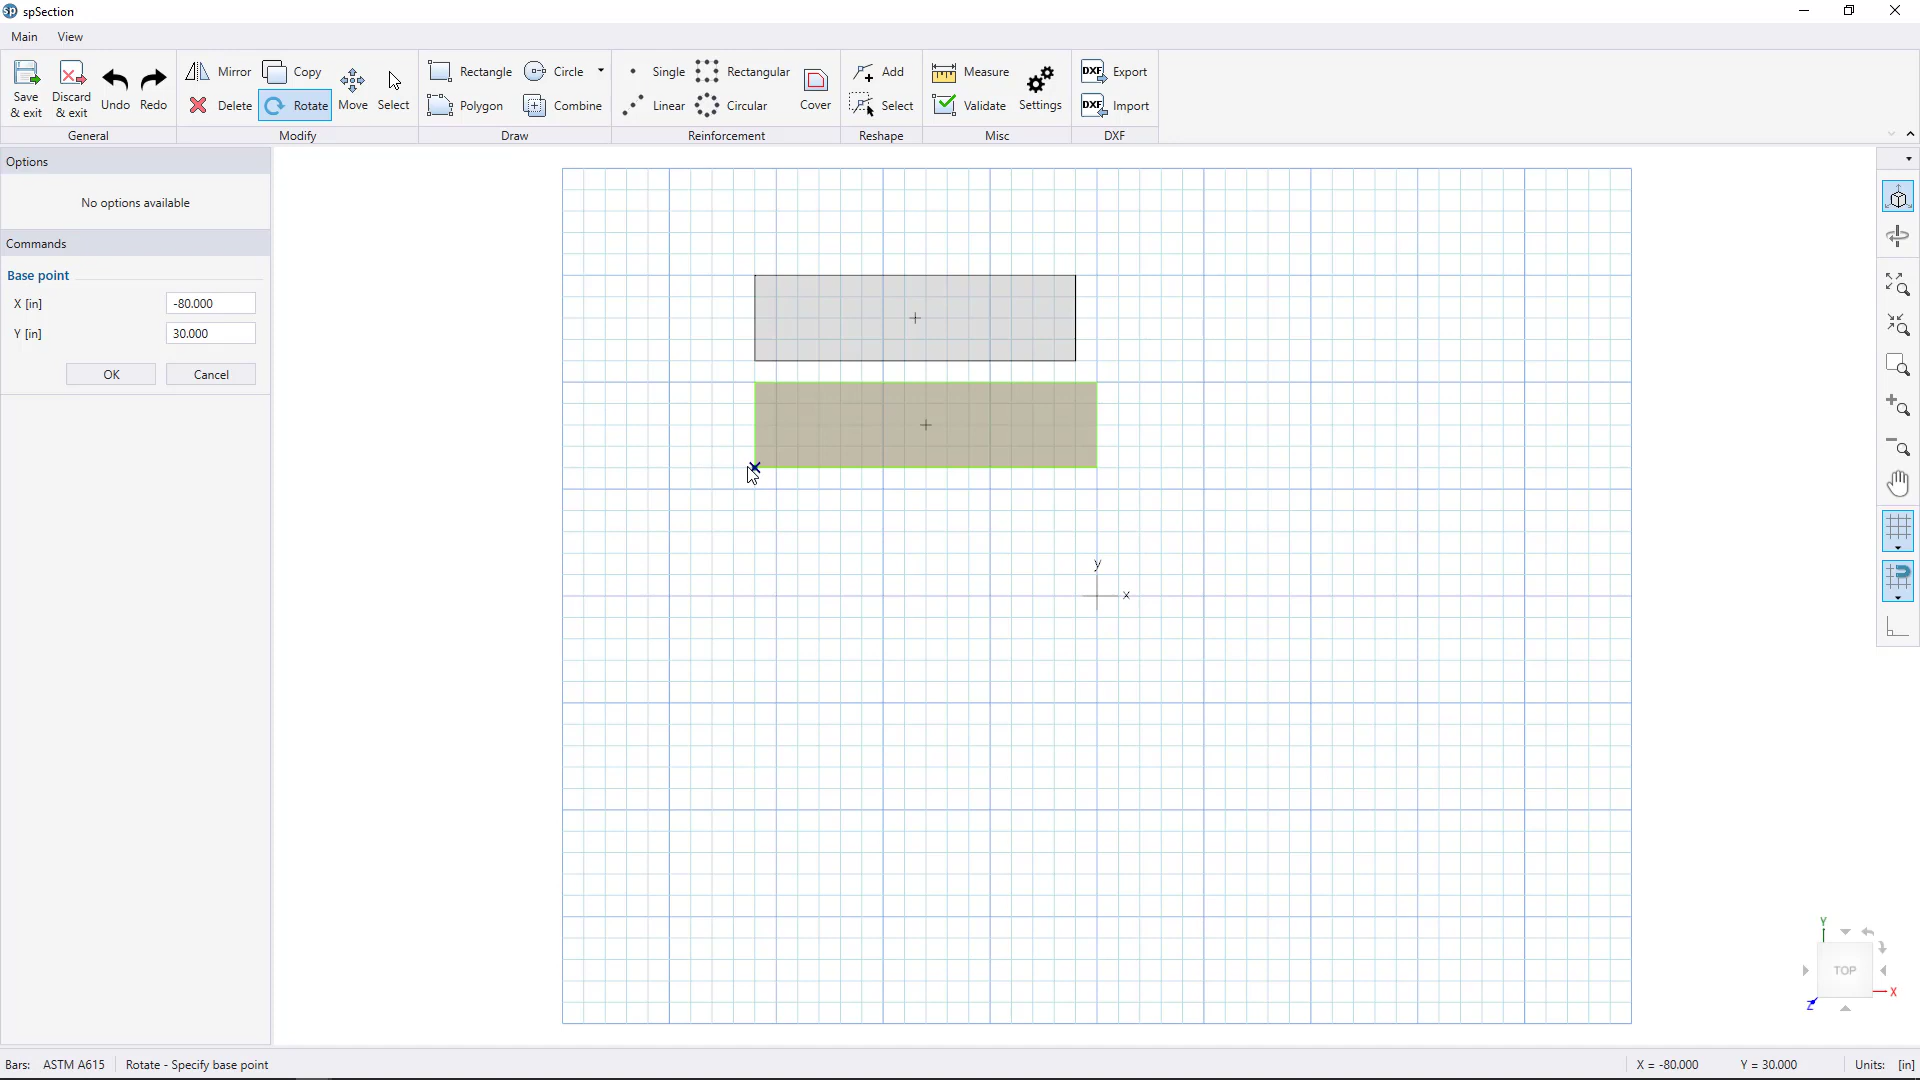 sp spSection
Main View
Save & exit
Discard & exit
Undo
Redo
Mirror
Copy
Delete
Rotate
Move
Select
Rectangle
Circle
Polygon
Combine
Single
Rectangular
Linear
Circular
Cover
Add
Select
Measure
Validate
Settings
DXF Export
DXF Import
General Modify Draw Reinforcement Reshape Misc DXF
Options
No options available
Commands
Base point
X [in] -80.000
Y [in] 30.000
OK Cancel
y
x
Y
TOP
X
Z
Bars: ASTM A615 Rotate - Specify base point X = -80.000 Y = 30.000 Units: [in]